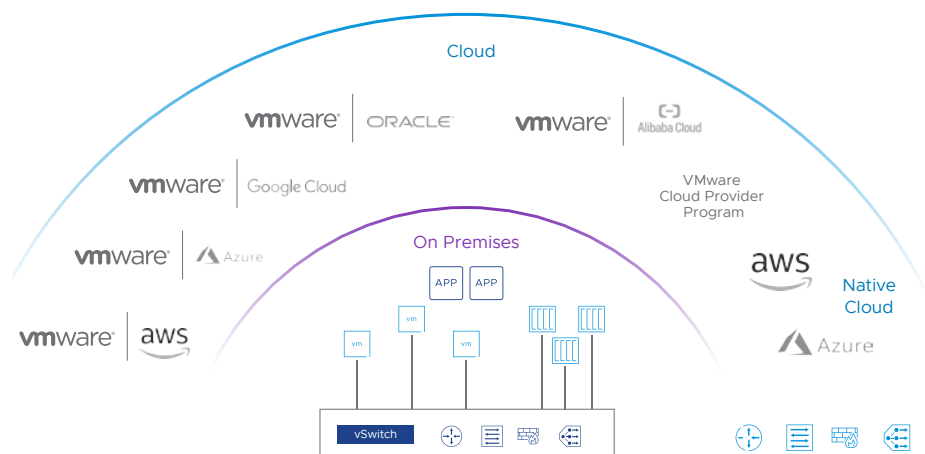 Cloud
vmware® ORACLE®
vmware® Alibaba Cloud
vmware® Google Cloud
VMware
Cloud Provider
Program
On Premises
vmware® Azure
aws
Native
Cloud
APP APP
vm
vmware® aws
vm vm
Azure
vSwitch